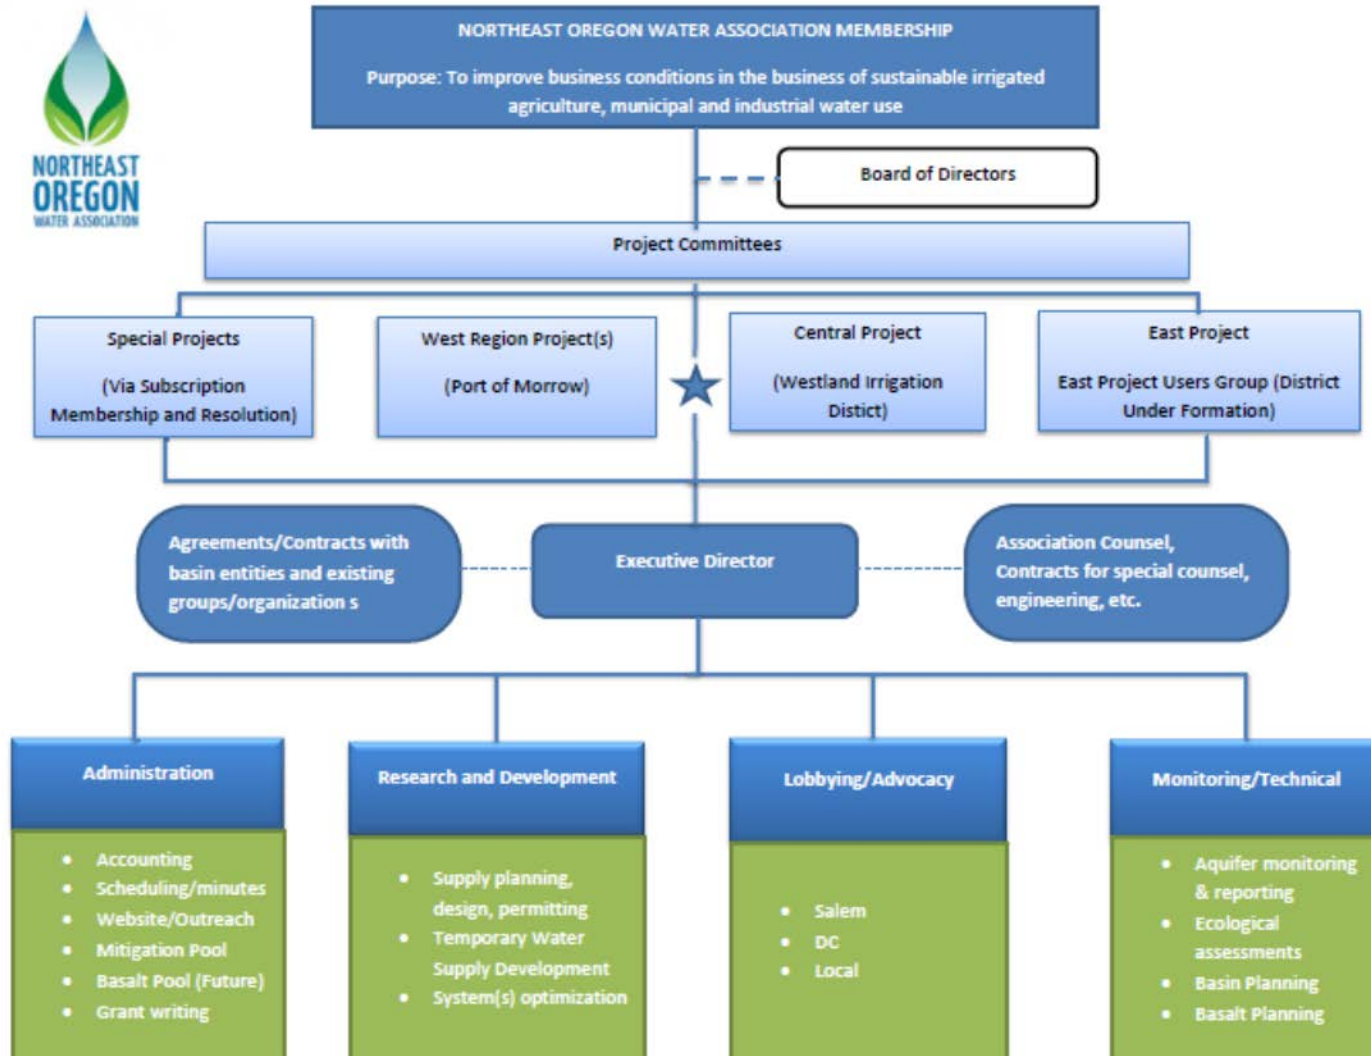 NORTHEAST OREGON WATER ASSOCIATION MEMBERSHIP
Purpose: To improve business conditions in the business of sustainable irrigated
agriculture, municipal and industrial water use
NORTHEAST
OREGON
WATER ASSOCIATION
Board of Directors
Project Committees
Special Projects
(Via Subscription
Membership and Resolution)
West Region Project(s)
(Port of Morrow)
Central Project
(Westland Irrigation
Distict)
East Project
East Project Users Group (District
Under Formation)
Agreements/Contracts with
basin entities and existing
groups/organization s
Executive Director
Association Counsel,
Contracts for special counsel,
engineering, etc.
Administration
• Accounting
• Scheduling/minutes
• Website/Outreach
• Mitigation Pool
• Basalt Pool (Future)
• Grant writing
Research and Development
• Supply planning,
design, permitting
• Temporary Water
Supply Development
• System(s) optimization
Lobbying/Advocacy
• Salem
• DC
• Local
Monitoring/Technical
• Aquifer monitoring
& reporting
• Ecological
assessments
• Basin Planning
• Basalt Planning